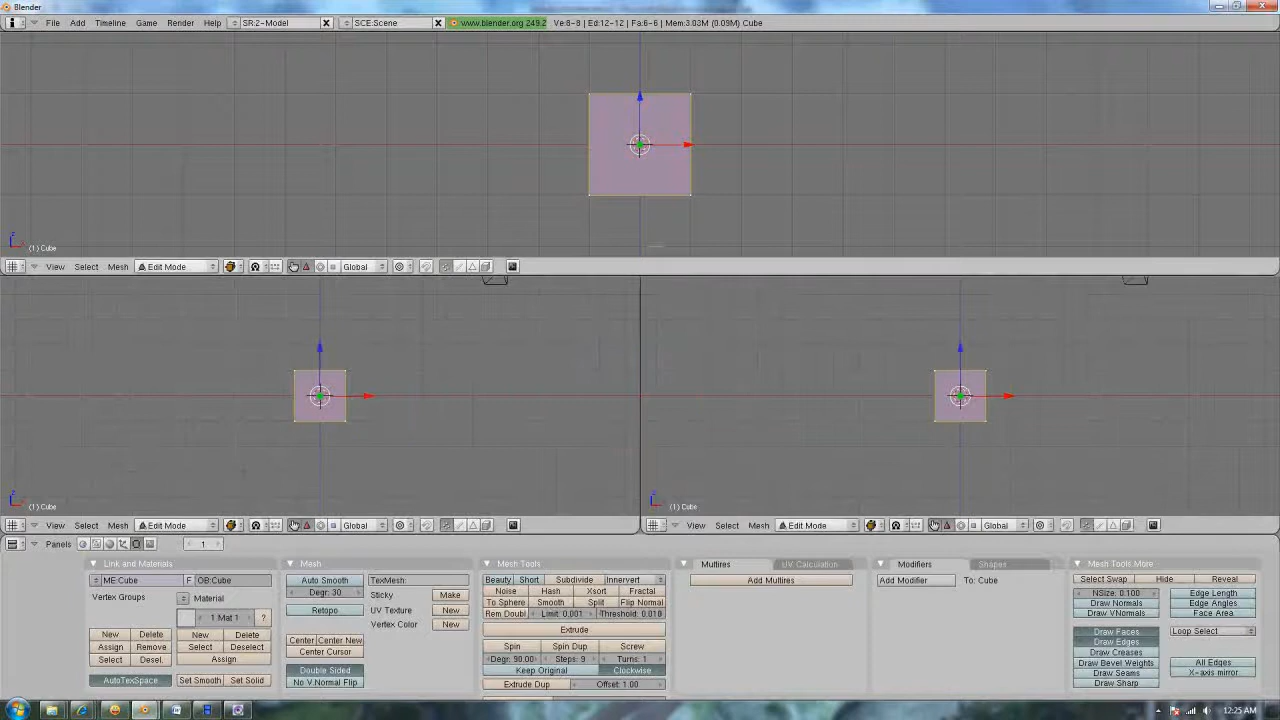 Blender
File Add Timeline Game Render Help SR:2-Model SCE:Scene www.blender.org 249.2 Ve:8-8 | Ed:12-12 | Fa:6-6 | Mem:3.03M (0.09M) Cube
(1) Cube
View Select Mesh Edit Mode Global
(1) Cube
(1) Cube
View Select Mesh Edit Mode Global
View Select Mesh Edit Mode Global
Panels 1
Link and Materials
ME:Cube F OB:Cube
Vertex Groups Material
1 Mat 1 ?
New Delete New Delete
Assign Remove Select Deselect
Select Desel. Assign
AutoTexSpace Set Smooth Set Solid
Mesh
Auto Smooth TexMesh:
Degr: 30 Sticky Make
Retopo UV Texture New
Vertex Color New
Center Center New
Center Cursor
Double Sided
No V.Normal Flip
Mesh Tools
Beauty Short Subdivide Innervert
Noise Hash Xsort Fractal
To Sphere Smooth Split Flip Normal
Rem Doubl Limit: 0.001 Threshold: 0.010
Extrude
Spin Spin Dup Screw
Degr: 90.00 Steps: 9 Turns: 1
Keep Original Clockwise
Extrude Dup Offset: 1.00
Multires UV Calculation
Add Multires
Modifiers Shapes
Add Modifier To: Cube
Mesh Tools More
Select Swap Hide Reveal
NSize: 0.100 Edge Length
Draw Normals Edge Angles
Draw VNormals Face Area
Draw Faces Loop Select
Draw Edges
Draw Creases
Draw Bevel Weights All Edges
Draw Seams X-axis mirror
Draw Sharp
12:25 AM